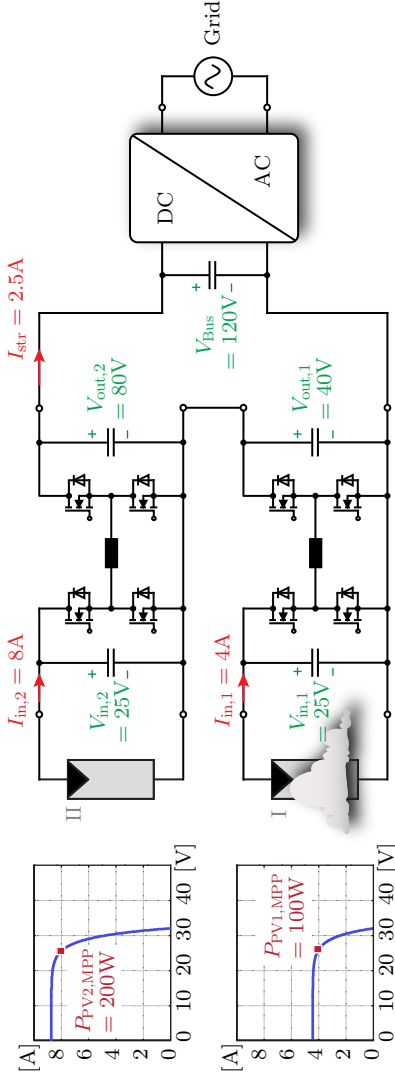 [A]
8
6
4
2
0
0
10
20
30
40
[V]
P_PV2,MPP
= 200W
II
I_in,2 = 8A
+
V_in,2
= 25V
−
+
V_out,2
= 80V
−
I_str = 2.5A
[A]
8
6
4
2
0
0
10
20
30
40
[V]
P_PV1,MPP
= 100W
I
I_in,1 = 4A
+
V_in,1
= 25V
−
+
V_out,1
= 40V
−
+
V_Bus
= 120V
−
DC
AC
Grid